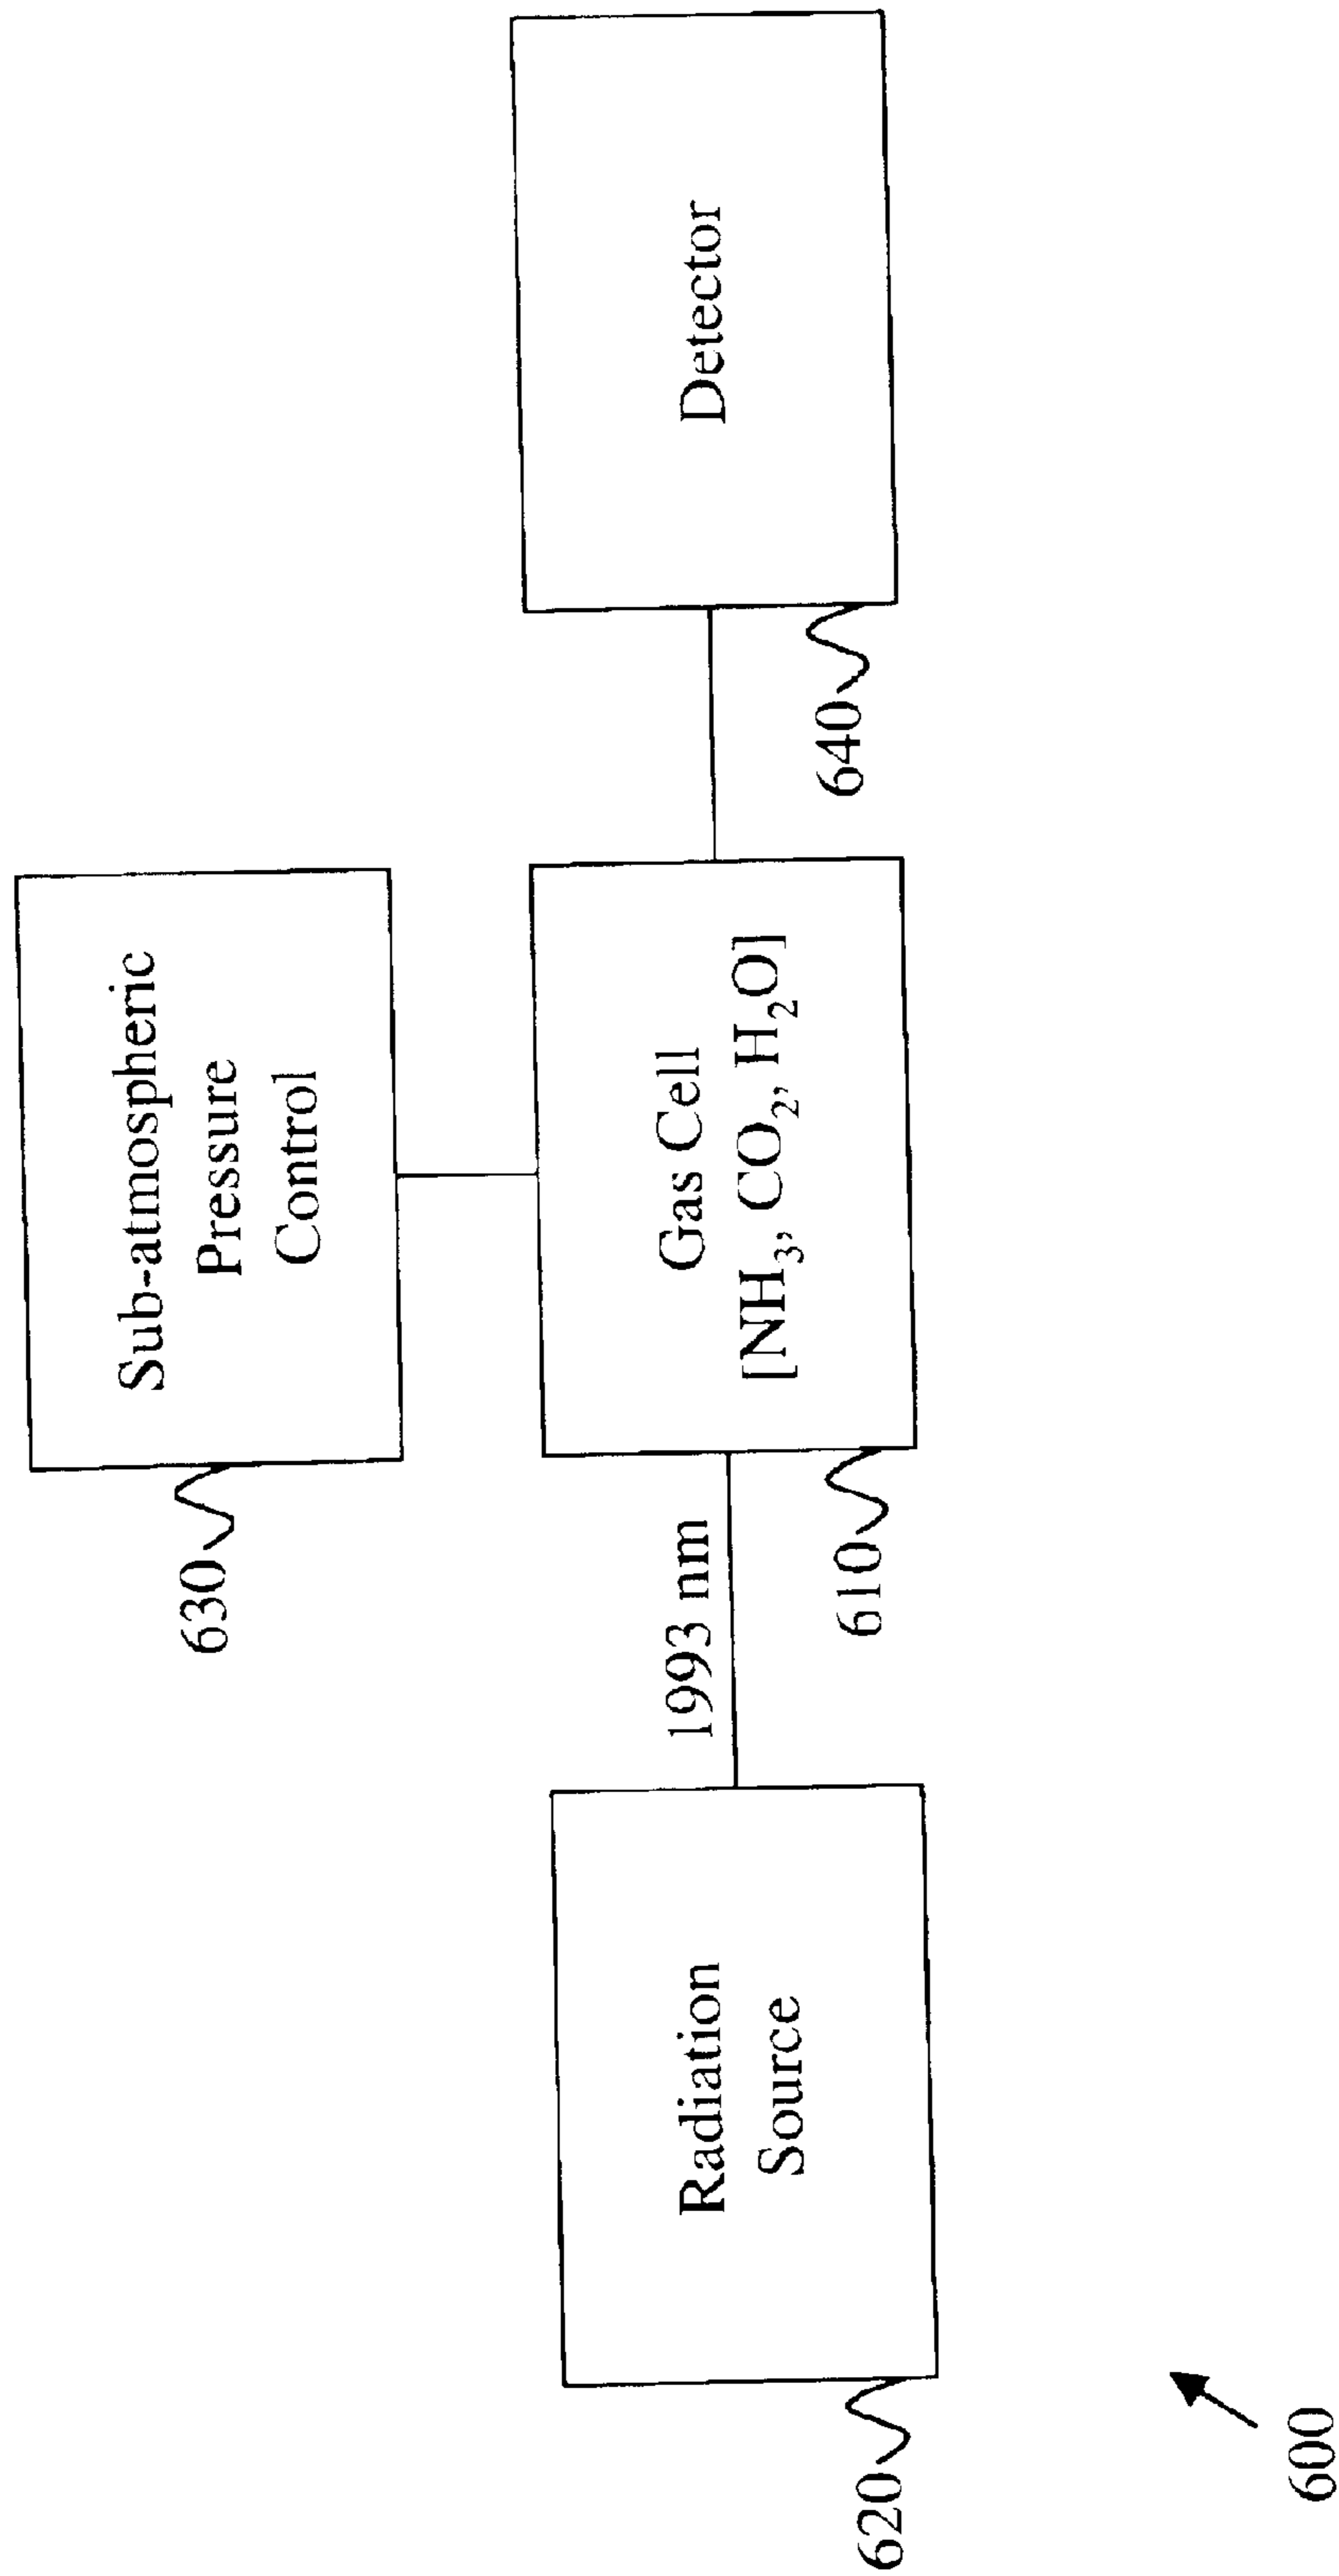 630
Sub-atmospheric
Pressure
Control
620
Radiation
Source
1993 nm
610
Gas Cell
[NH₃, CO₂, H₂O]
640
Detector
600